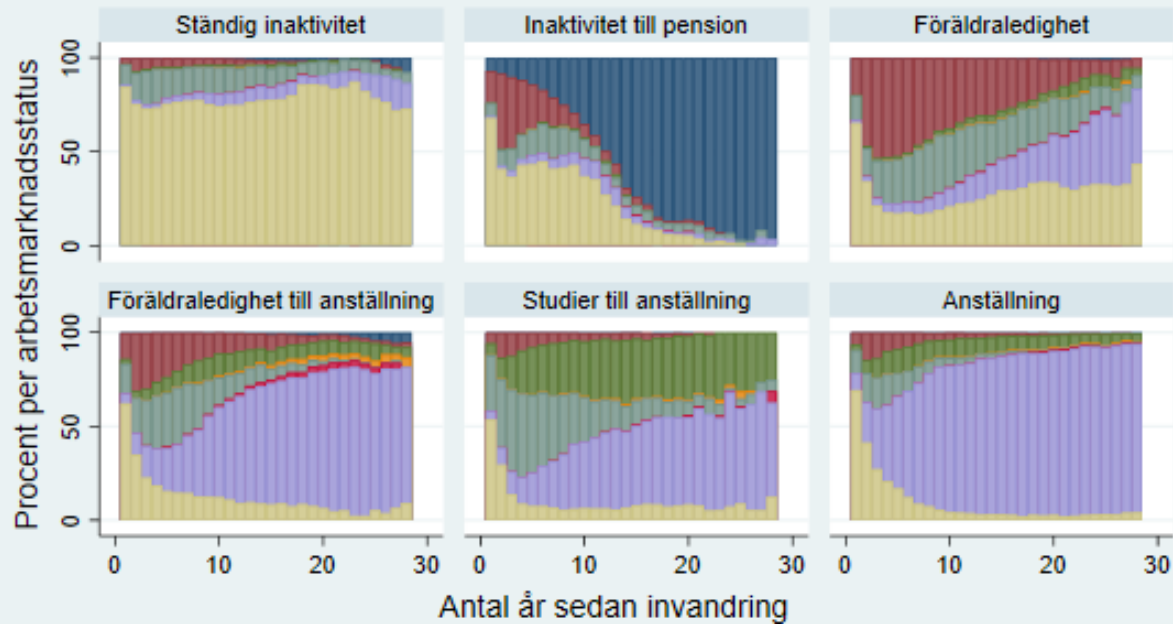 Ständig inaktivitet
Inaktivitet till pension
Föräldraledighet
Procent per arbetsmarknadsstatus
100
50
0
Föräldraledighet till anställning
Studier till anställning
Anställning
100
50
0
0 10 20 30
0 10 20 30
0 10 20 30
Antal år sedan invandring